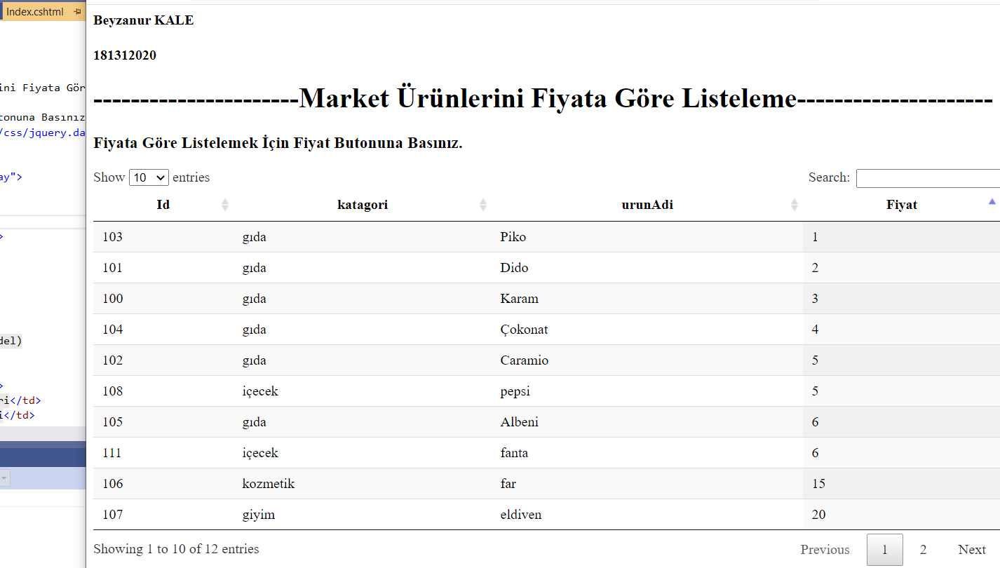 Index.cshtml
Beyzanur KALE
181312020
ini Fiyata Gör
----------------------Market Ürünlerini Fiyata Göre Listeleme---------------------
tonuna Basınız
/css/jquery.da
Fiyata Göre Listelemek İçin Fiyat Butonuna Basınız.
ay">
Show 10 entries Search:
Id katagori urunAdi Fiyat
>
103 gıda Piko 1
101 gıda Dido 2
100 gıda Karam 3
104 gıda Çokonat 4
del)
102 gıda Caramio 5
>
108 içecek pepsi 5
ri</td>
i</td>
105 gıda Albeni 6
111 içecek fanta 6
106 kozmetik far 15
107 giyim eldiven 20
Showing 1 to 10 of 12 entries Previous 1 2 Next